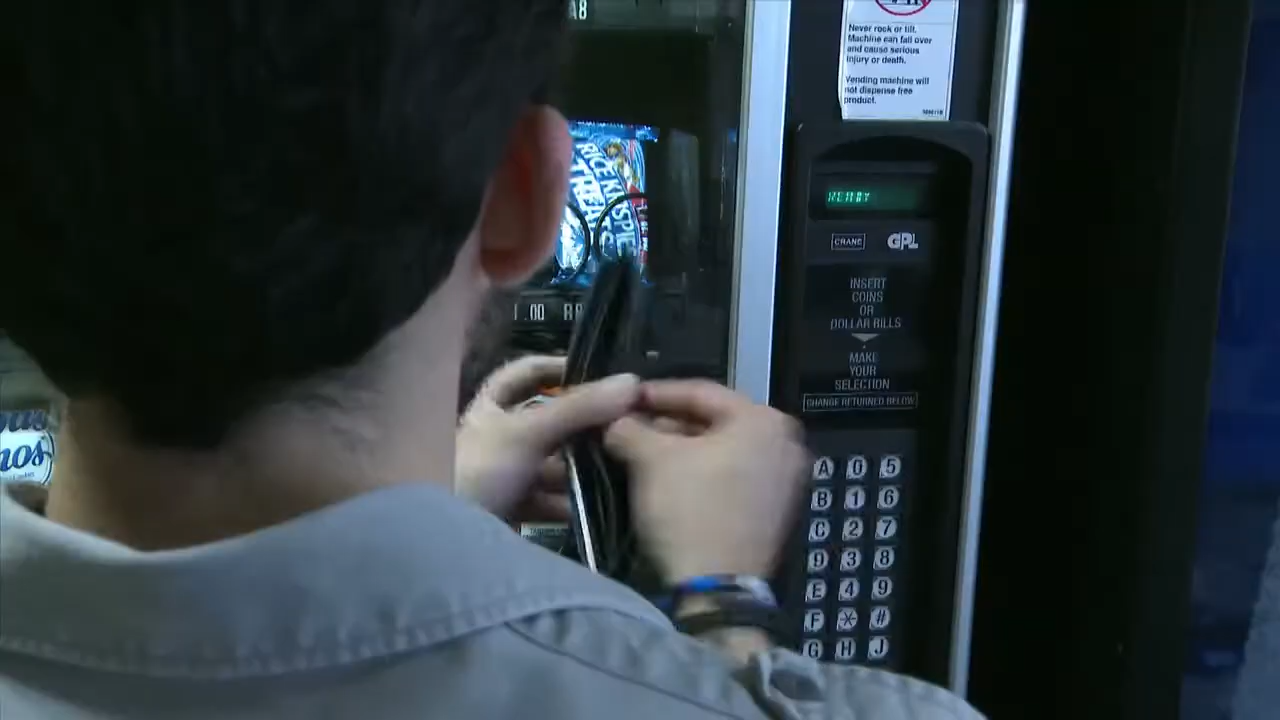 A8
Never rock or tilt.
Machine can fall over
and cause serious
injury or death.
Vending machine will
not dispense free
product.
RICE KRISPIES
TREATS
READY
CRANE GPL
INSERT
COINS
OR
DOLLAR BILLS
1.00
MAKE
YOUR
SELECTION
CHANGE RETURNED BELOW
A 0 5
B 1 6
C 2 7
9 3 8
E 4 9
F * #
G H J